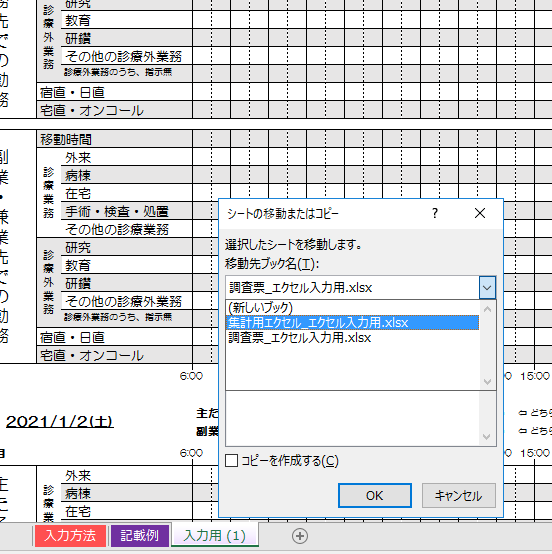 研究
教育
研鑽
その他の診療外業務
診療外業務のうち、指示無
診療外業務
宿直・日直
宅直・オンコール
先での勤務
移動時間
外来
病棟
在宅
手術・検査・処置
その他の診療業務
診療業務
研究
教育
研鑽
その他の診療外業務
診療外業務のうち、指示無
診療外業務
宿直・日直
宅直・オンコール
副業・兼業先での勤務
シートの移動またはコピー
?
選択したシートを移動します。
移動先ブック名(T):
調査票_エクセル入力用.xlsx
(新しいブック)
集計用エクセル_エクセル入力用.xlsx
調査票_エクセル入力用.xlsx
コピーを作成する(C)
OK
キャンセル
6:00
15:00
2021/1/2(土)
主た
⇦ どちら
副業
⇦ どちら
6:00
15:00
外来
病棟
在宅
診療業
入力方法
記載例
入力用 (1)